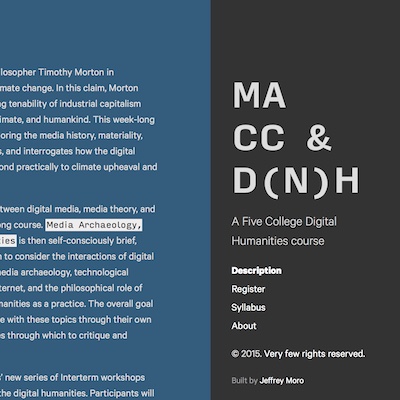 losopher Timothy Morton in
mate change. In this claim, Morton
ng tenability of industrial capitalism
imate, and humankind. This week-long
oring the media history, materiality,
s, and interrogates how the digital
ond practically to climate upheaval and
tween digital media, media theory, and
ong course. Media Archaeology,
ies is then self-consciously brief,
n to consider the interactions of digital
edia archaeology, technological
ternet, and the philosophical role of
manities as a practice. The overall goal
e with these topics through their own
es through which to critique and
' new series of Interterm workshops
he digital humanities. Participants will
MA
CC &
D(N)H
A Five College Digital
Humanities course
Description
Register
Syllabus
About
© 2015. Very few rights reserved.
Built by Jeffrey Moro